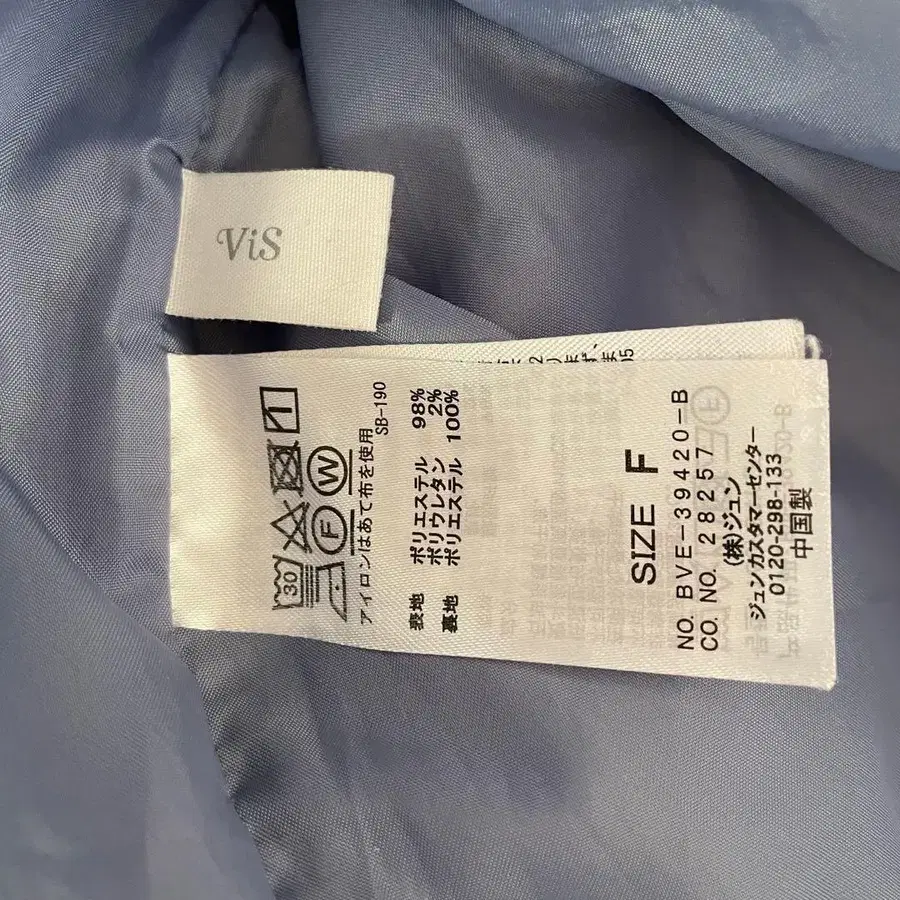 ViS
30
F
W
アイロンはあて布を使用
SB-190
表地 ポリエステル 98%
ポリウレタン 2%
裏地 ポリエステル 100%
SIZE F
NO. BVE-39420-B
CO. NO. 28257
(株)ジュン
ジュンカスタマーセンター
0120-298-133
中国製